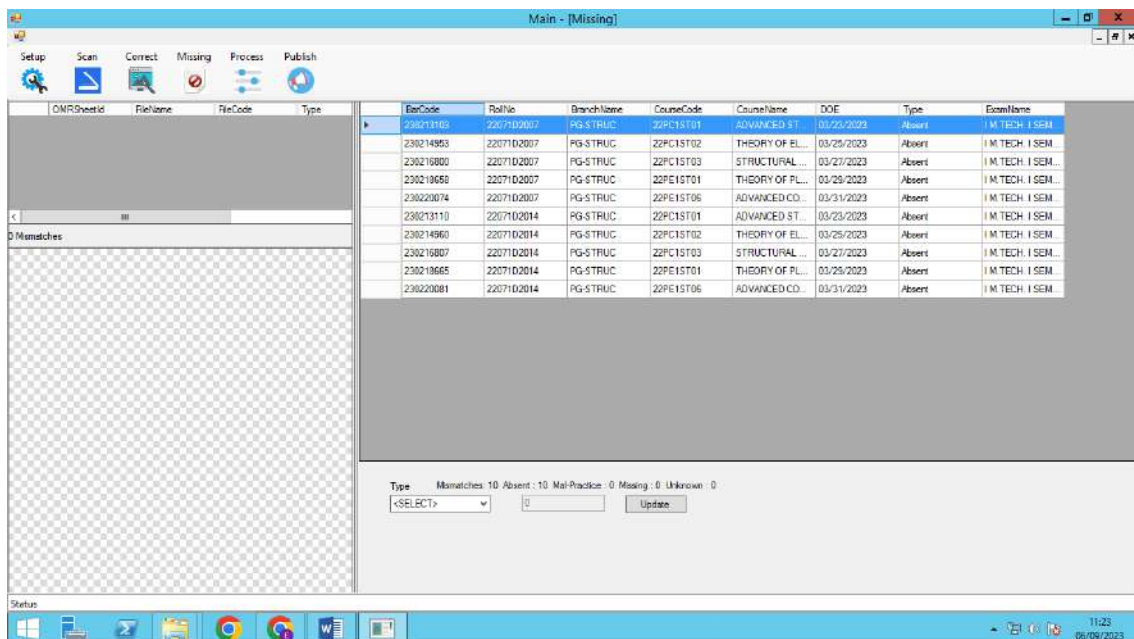 Main - [Missing]
Setup Scan Correct Missing Process Publish
OMRSheetId FileName FileCode Type
BarCode RollNo BranchName CourseCode CourseName DOE Type ExamName
230213103 22071D2007 PG-STRUC 22PC1ST01 ADVANCED ST... 03/23/2023 Absent I M.TECH. I SEM...
230214953 22071D2007 PG-STRUC 22PC1ST02 THEORY OF EL... 03/25/2023 Absent I M.TECH. I SEM...
230216800 22071D2007 PG-STRUC 22PC1ST03 STRUCTURAL ... 03/27/2023 Absent I M.TECH. I SEM...
230218658 22071D2007 PG-STRUC 22PE1ST01 THEORY OF PL... 03/29/2023 Absent I M.TECH. I SEM...
230220074 22071D2007 PG-STRUC 22PE1ST06 ADVANCED CO... 03/31/2023 Absent I M.TECH. I SEM...
230213110 22071D2014 PG-STRUC 22PC1ST01 ADVANCED ST... 03/23/2023 Absent I M.TECH. I SEM...
230214960 22071D2014 PG-STRUC 22PC1ST02 THEORY OF EL... 03/25/2023 Absent I M.TECH. I SEM...
230216807 22071D2014 PG-STRUC 22PC1ST03 STRUCTURAL ... 03/27/2023 Absent I M.TECH. I SEM...
230218665 22071D2014 PG-STRUC 22PE1ST01 THEORY OF PL... 03/29/2023 Absent I M.TECH. I SEM...
230220081 22071D2014 PG-STRUC 22PE1ST06 ADVANCED CO... 03/31/2023 Absent I M.TECH. I SEM...
0 Mismatches
Type Mismatches: 10 Absent : 10 Mal-Practice : 0 Missing : 0 Unknown : 0
<SELECT> 0 Update
Status
11:23
06/09/2023